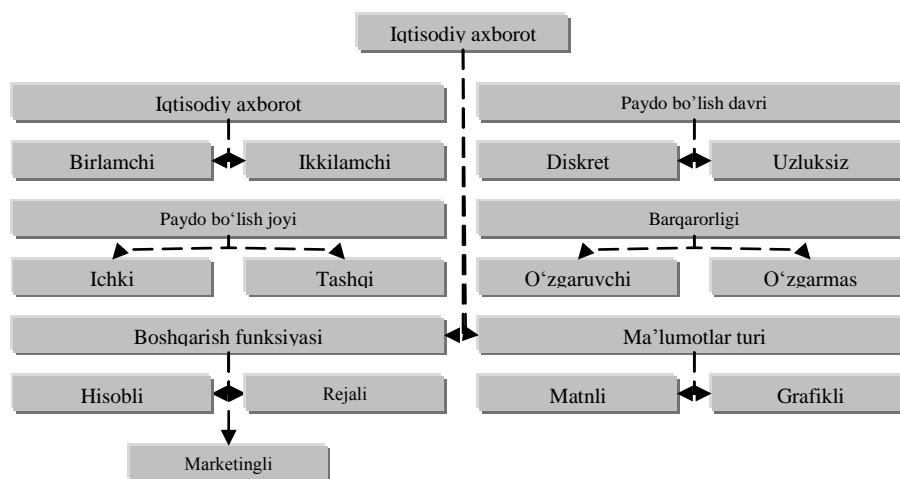 Iqtisodiy axborot
Iqtisodiy axborot
Paydo bo’lish davri
Birlamchi
Ikkilamchi
Diskret
Uzluksiz
Paydo bo‘lish joyi
Barqarorligi
Ichki
Tashqi
O‘zgaruvchi
O‘zgarmas
Boshqarish funksiyasi
Ma’lumotlar turi
Hisobli
Rejali
Matnli
Grafikli
Marketingli